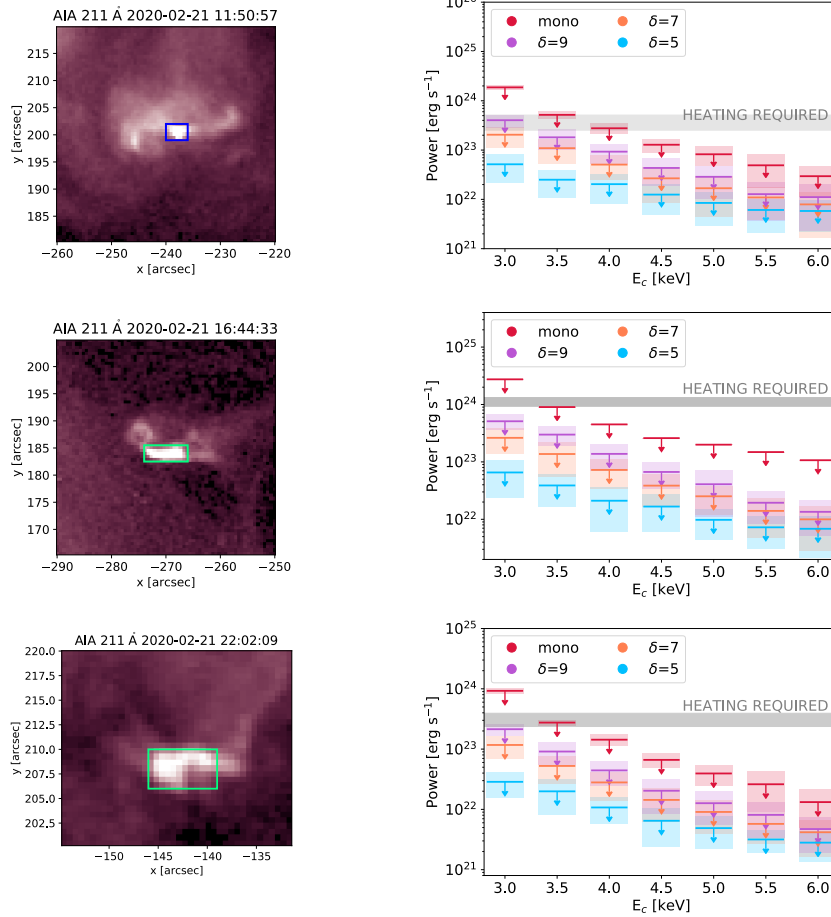 AIA 211 Å 2020-02-21 11:50:57
y [arcsec]
215
210
205
200
195
190
185
−260
−250
−240
−230
−220
x [arcsec]
Power [erg s⁻¹]
10²⁶
10²⁵
10²⁴
10²³
10²²
10²¹
mono
δ=7
δ=9
δ=5
HEATING REQUIRED
3.0
3.5
4.0
4.5
5.0
5.5
6.0
E_c [keV]
AIA 211 Å 2020-02-21 16:44:33
y [arcsec]
200
195
190
185
180
175
170
−290
−280
−270
−260
−250
x [arcsec]
Power [erg s⁻¹]
10²⁵
10²⁴
10²³
10²²
mono
δ=7
δ=9
δ=5
HEATING REQUIRED
3.0
3.5
4.0
4.5
5.0
5.5
6.0
E_c [keV]
AIA 211 Å 2020-02-21 22:02:09
y [arcsec]
220.0
217.5
215.0
212.5
210.0
207.5
205.0
202.5
−150
−145
−140
−135
x [arcsec]
Power [erg s⁻¹]
10²⁵
10²⁴
10²³
10²²
10²¹
mono
δ=7
δ=9
δ=5
HEATING REQUIRED
3.0
3.5
4.0
4.5
5.0
5.5
6.0
E_c [keV]